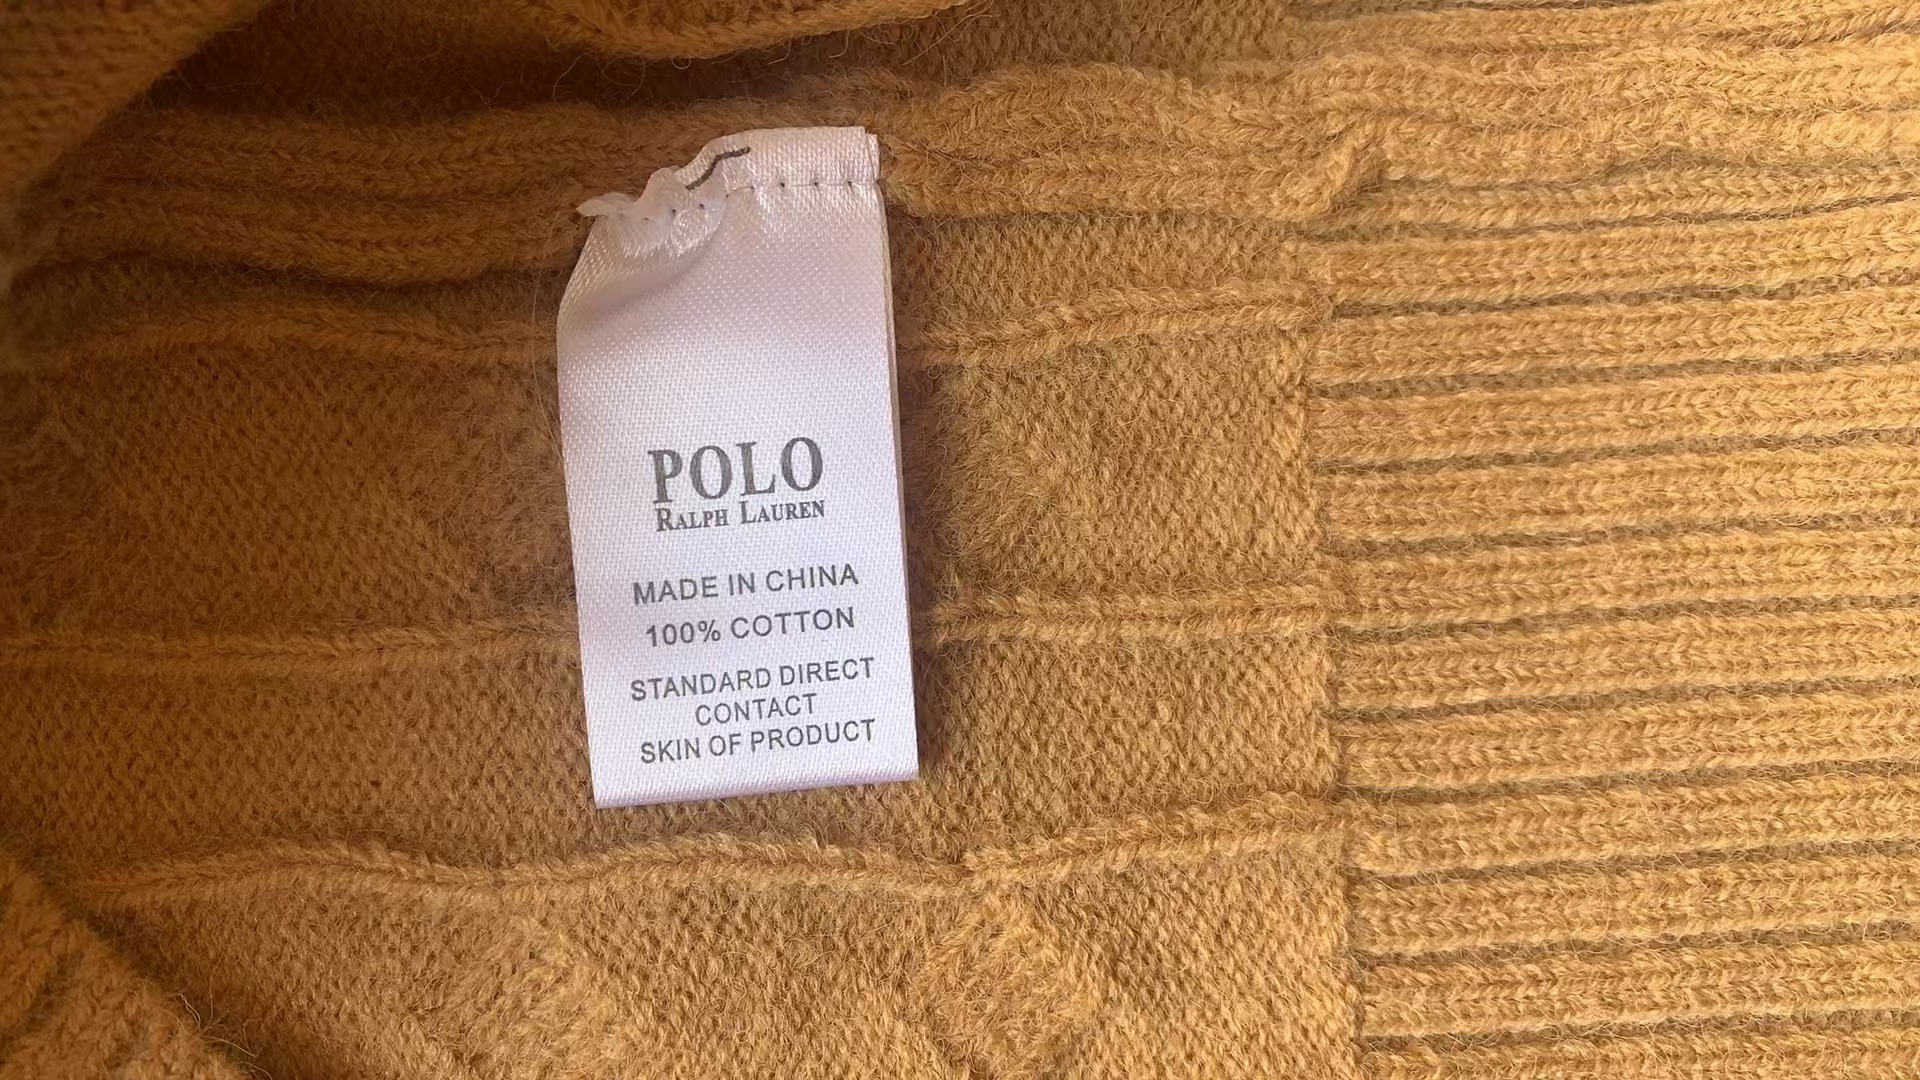 POLO
RALPH LAUREN
MADE IN CHINA
100% COTTON
STANDARD DIRECT
CONTACT
SKIN OF PRODUCT